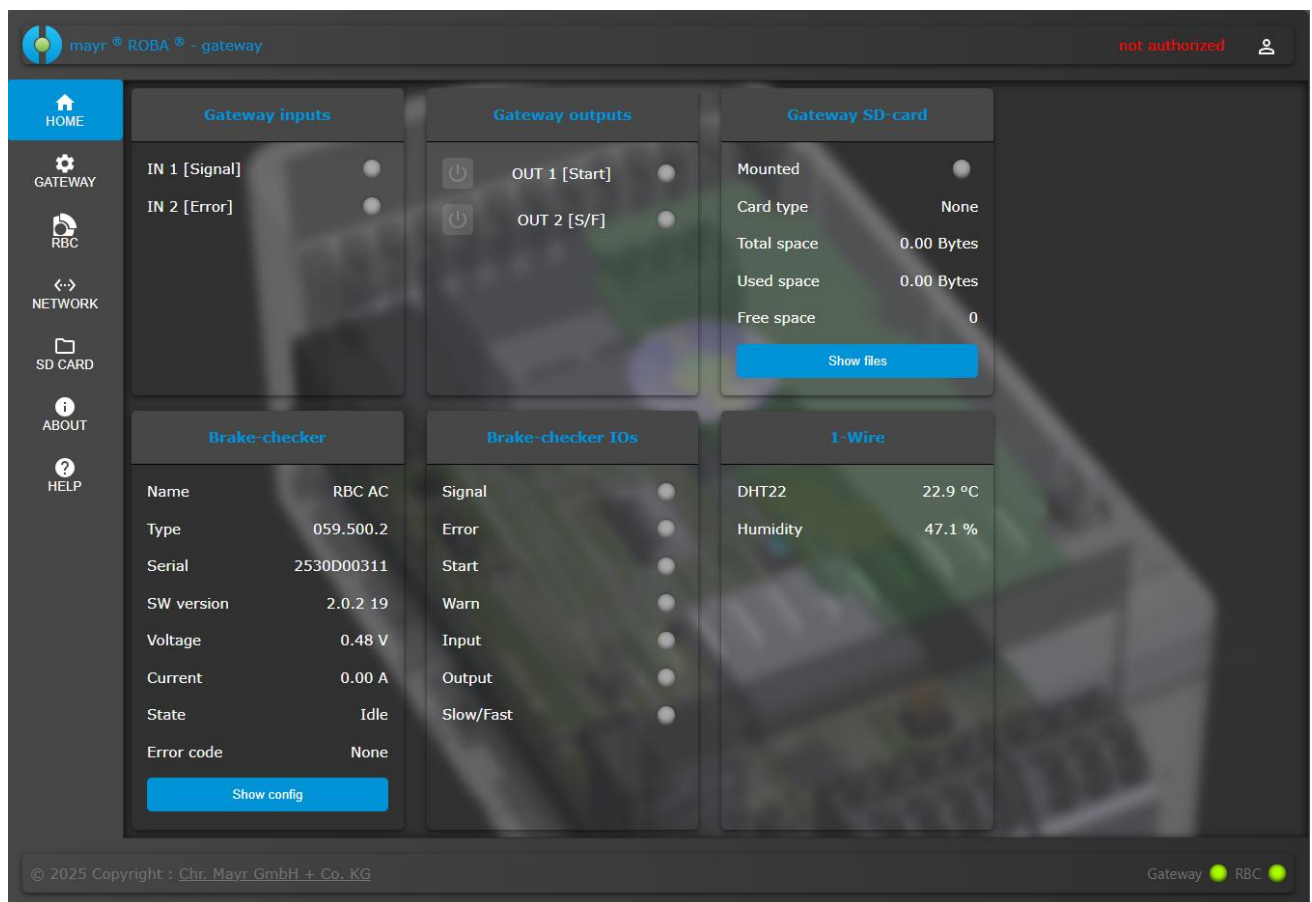 mayr ® ROBA ® - gateway
not authorized
HOME
GATEWAY
RBC
NETWORK
SD CARD
ABOUT
HELP
Gateway inputs
IN 1 [Signal]
IN 2 [Error]
Gateway outputs
OUT 1 [Start]
OUT 2 [S/F]
Gateway SD-card
Mounted
Card type None
Total space 0.00 Bytes
Used space 0.00 Bytes
Free space 0
Show files
Brake-checker
Name RBC AC
Type 059.500.2
Serial 2530D00311
SW version 2.0.2 19
Voltage 0.48 V
Current 0.00 A
State Idle
Error code None
Show config
Brake-checker IOs
Signal
Error
Start
Warn
Input
Output
Slow/Fast
1-Wire
DHT22 22.9 °C
Humidity 47.1 %
© 2025 Copyright : Chr. Mayr GmbH + Co. KG
Gateway RBC